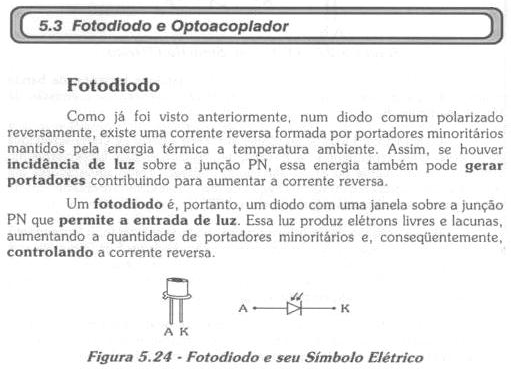 5.3 Fotodiodo e Optoacoplador
Fotodiodo
Como já foi visto anteriormente, num diodo comum polarizado
reversamente, existe uma corrente reversa formada por portadores minoritários
mantidos pela energia térmica a temperatura ambiente. Assim, se houver
incidência de luz sobre a junção PN, essa energia também pode gerar
portadores contribuindo para aumentar a corrente reversa.
Um fotodiodo é, portanto, um diodo com uma janela sobre a junção
PN que permite a entrada de luz. Essa luz produz elétrons livres e lacunas,
aumentando a quantidade de portadores minoritários e, conseqüentemente,
controlando a corrente reversa.
A K
A K
Figura 5.24 - Fotodiodo e seu Símbolo Elétrico